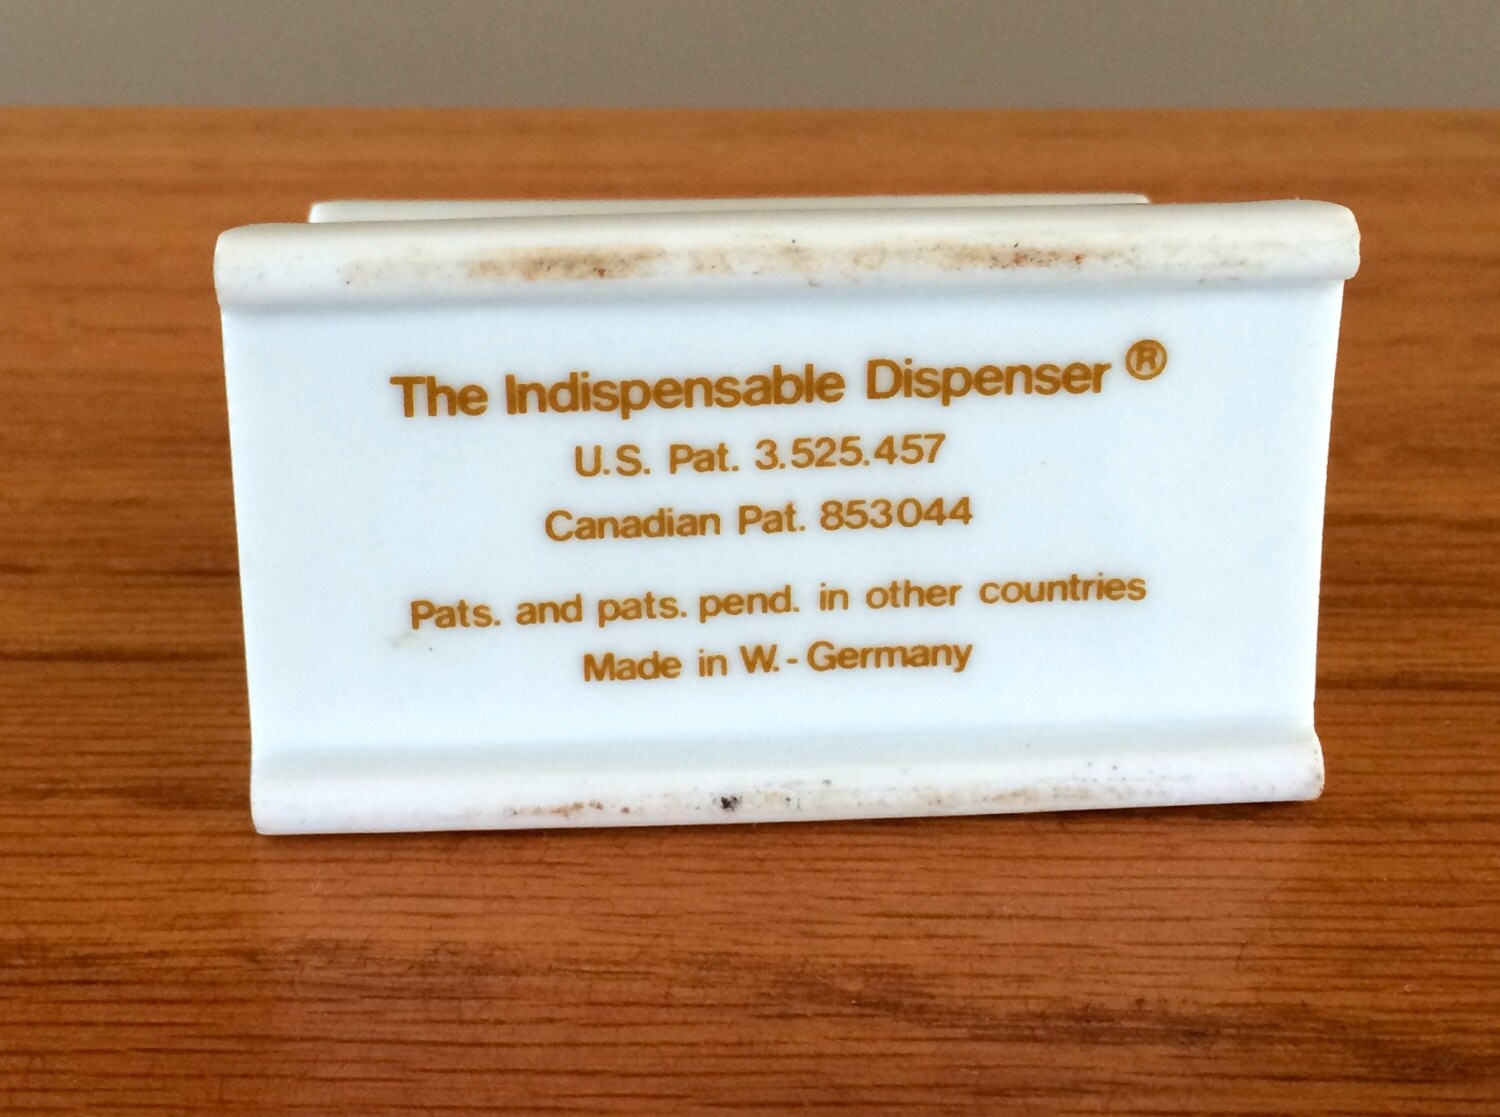 The Indispensable Dispenser ®
U.S. Pat. 3.525.457
Canadian Pat. 853044
Pats. and pats. pend. in other countries
Made in W.-Germany